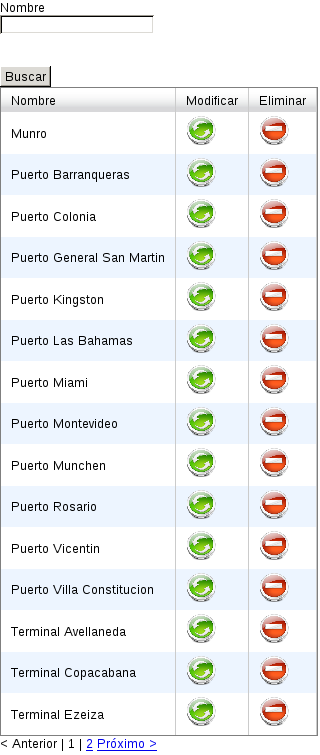 Nombre
Buscar
Nombre Modificar Eliminar
Munro
Puerto Barranqueras
Puerto Colonia
Puerto General San Martin
Puerto Kingston
Puerto Las Bahamas
Puerto Miami
Puerto Montevideo
Puerto Munchen
Puerto Rosario
Puerto Vicentin
Puerto Villa Constitucion
Terminal Avellaneda
Terminal Copacabana
Terminal Ezeiza
< Anterior | 1 | 2 Próximo >